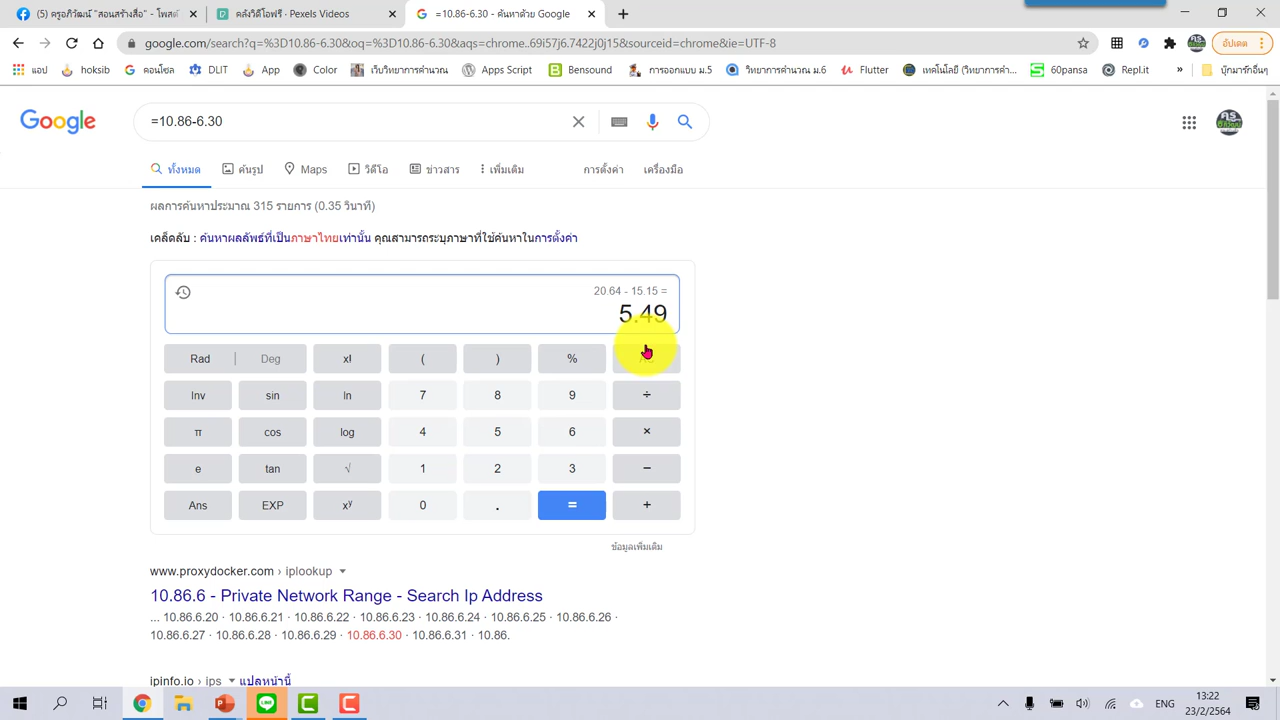 (5) ครูอภิวัฒน์ "สอนสร้างสื่อ" - โพสต์
คลังวิดีโอฟรี - Pexels Videos
=10.86-6.30 - ค้นหาด้วย Google
google.com/search?q=%3D10.86-6.30&oq=%3D10.86-6.30&aqs=chrome..69i57j6.7422j0j15&sourceid=chrome&ie=UTF-8
อัปเดต
แอป
hoksib
คอนโซล
DLIT
App
Color
เว็บวิทยาการคำนวณ
Apps Script
Bensound
การออกแบบ ม.5
วิทยาการคำนวณ ม.6
Flutter
เทคโนโลยี (วิทยาการคำ...
60pansa
Repl.it
»
บุ๊กมาร์กอื่นๆ
Google
=10.86-6.30
ทั้งหมด
ค้นรูป
Maps
วิดีโอ
ข่าวสาร
เพิ่มเติม
การตั้งค่า
เครื่องมือ
ผลการค้นหาประมาณ 315 รายการ (0.35 วินาที)
เคล็ดลับ : ค้นหาผลลัพธ์ที่เป็นภาษาไทยเท่านั้น คุณสามารถระบุภาษาที่ใช้ค้นหาในการตั้งค่า
20.64 - 15.15 =
5.49
Rad | Deg x! ( ) %
Inv sin ln 7 8 9 ÷
π cos log 4 5 6 ×
e tan √ 1 2 3 −
Ans EXP xʸ 0 . = +
ข้อมูลเพิ่มเติม
www.proxydocker.com › iplookup
10.86.6 - Private Network Range - Search Ip Address
... 10.86.6.20 · 10.86.6.21 · 10.86.6.22 · 10.86.6.23 · 10.86.6.24 · 10.86.6.25 · 10.86.6.26 ·
10.86.6.27 · 10.86.6.28 · 10.86.6.29 · 10.86.6.30 · 10.86.6.31 · 10.86.
ipinfo.io › ips
แปลหน้านี้
LINE
ENG
13:22
23/2/2564